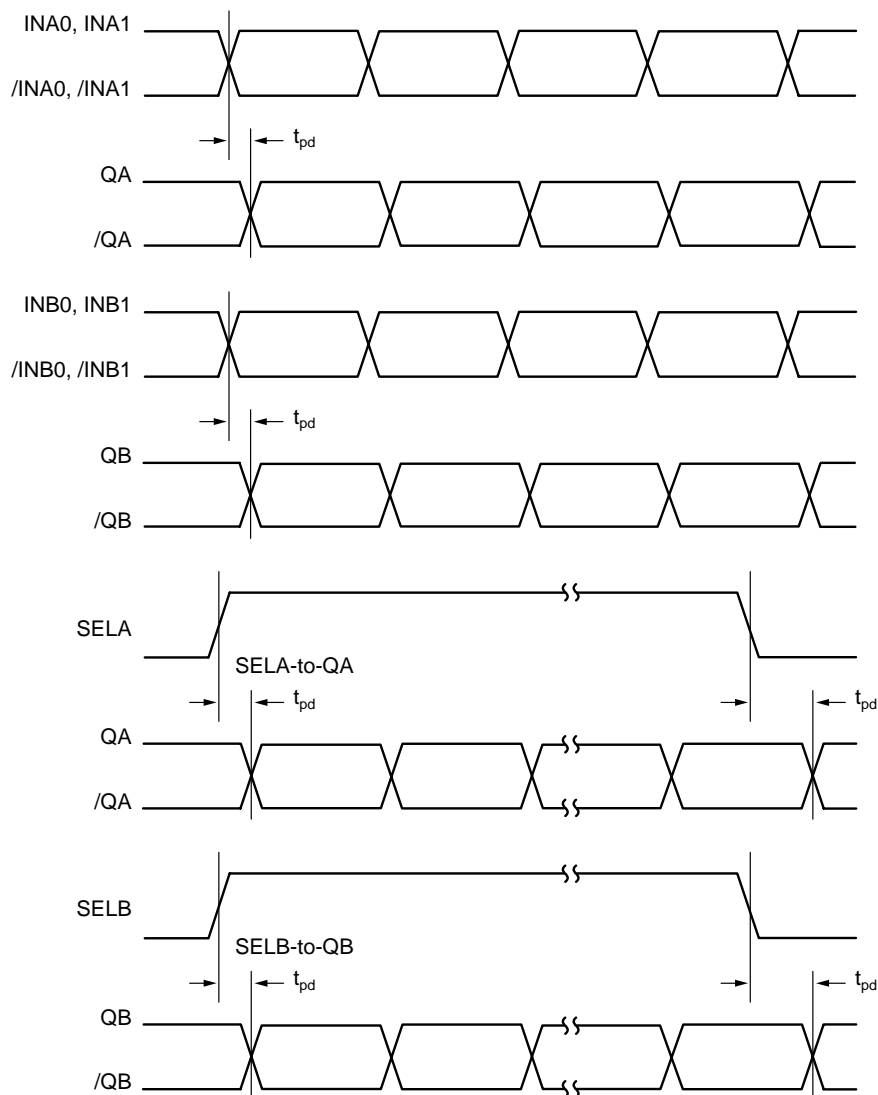 INA0, INA1
/INA0, /INA1
tpd
QA
/QA
INB0, INB1
/INB0, /INB1
tpd
QB
/QB
SELA
SELA-to-QA
tpd
tpd
QA
/QA
SELB
SELB-to-QB
tpd
tpd
QB
/QB